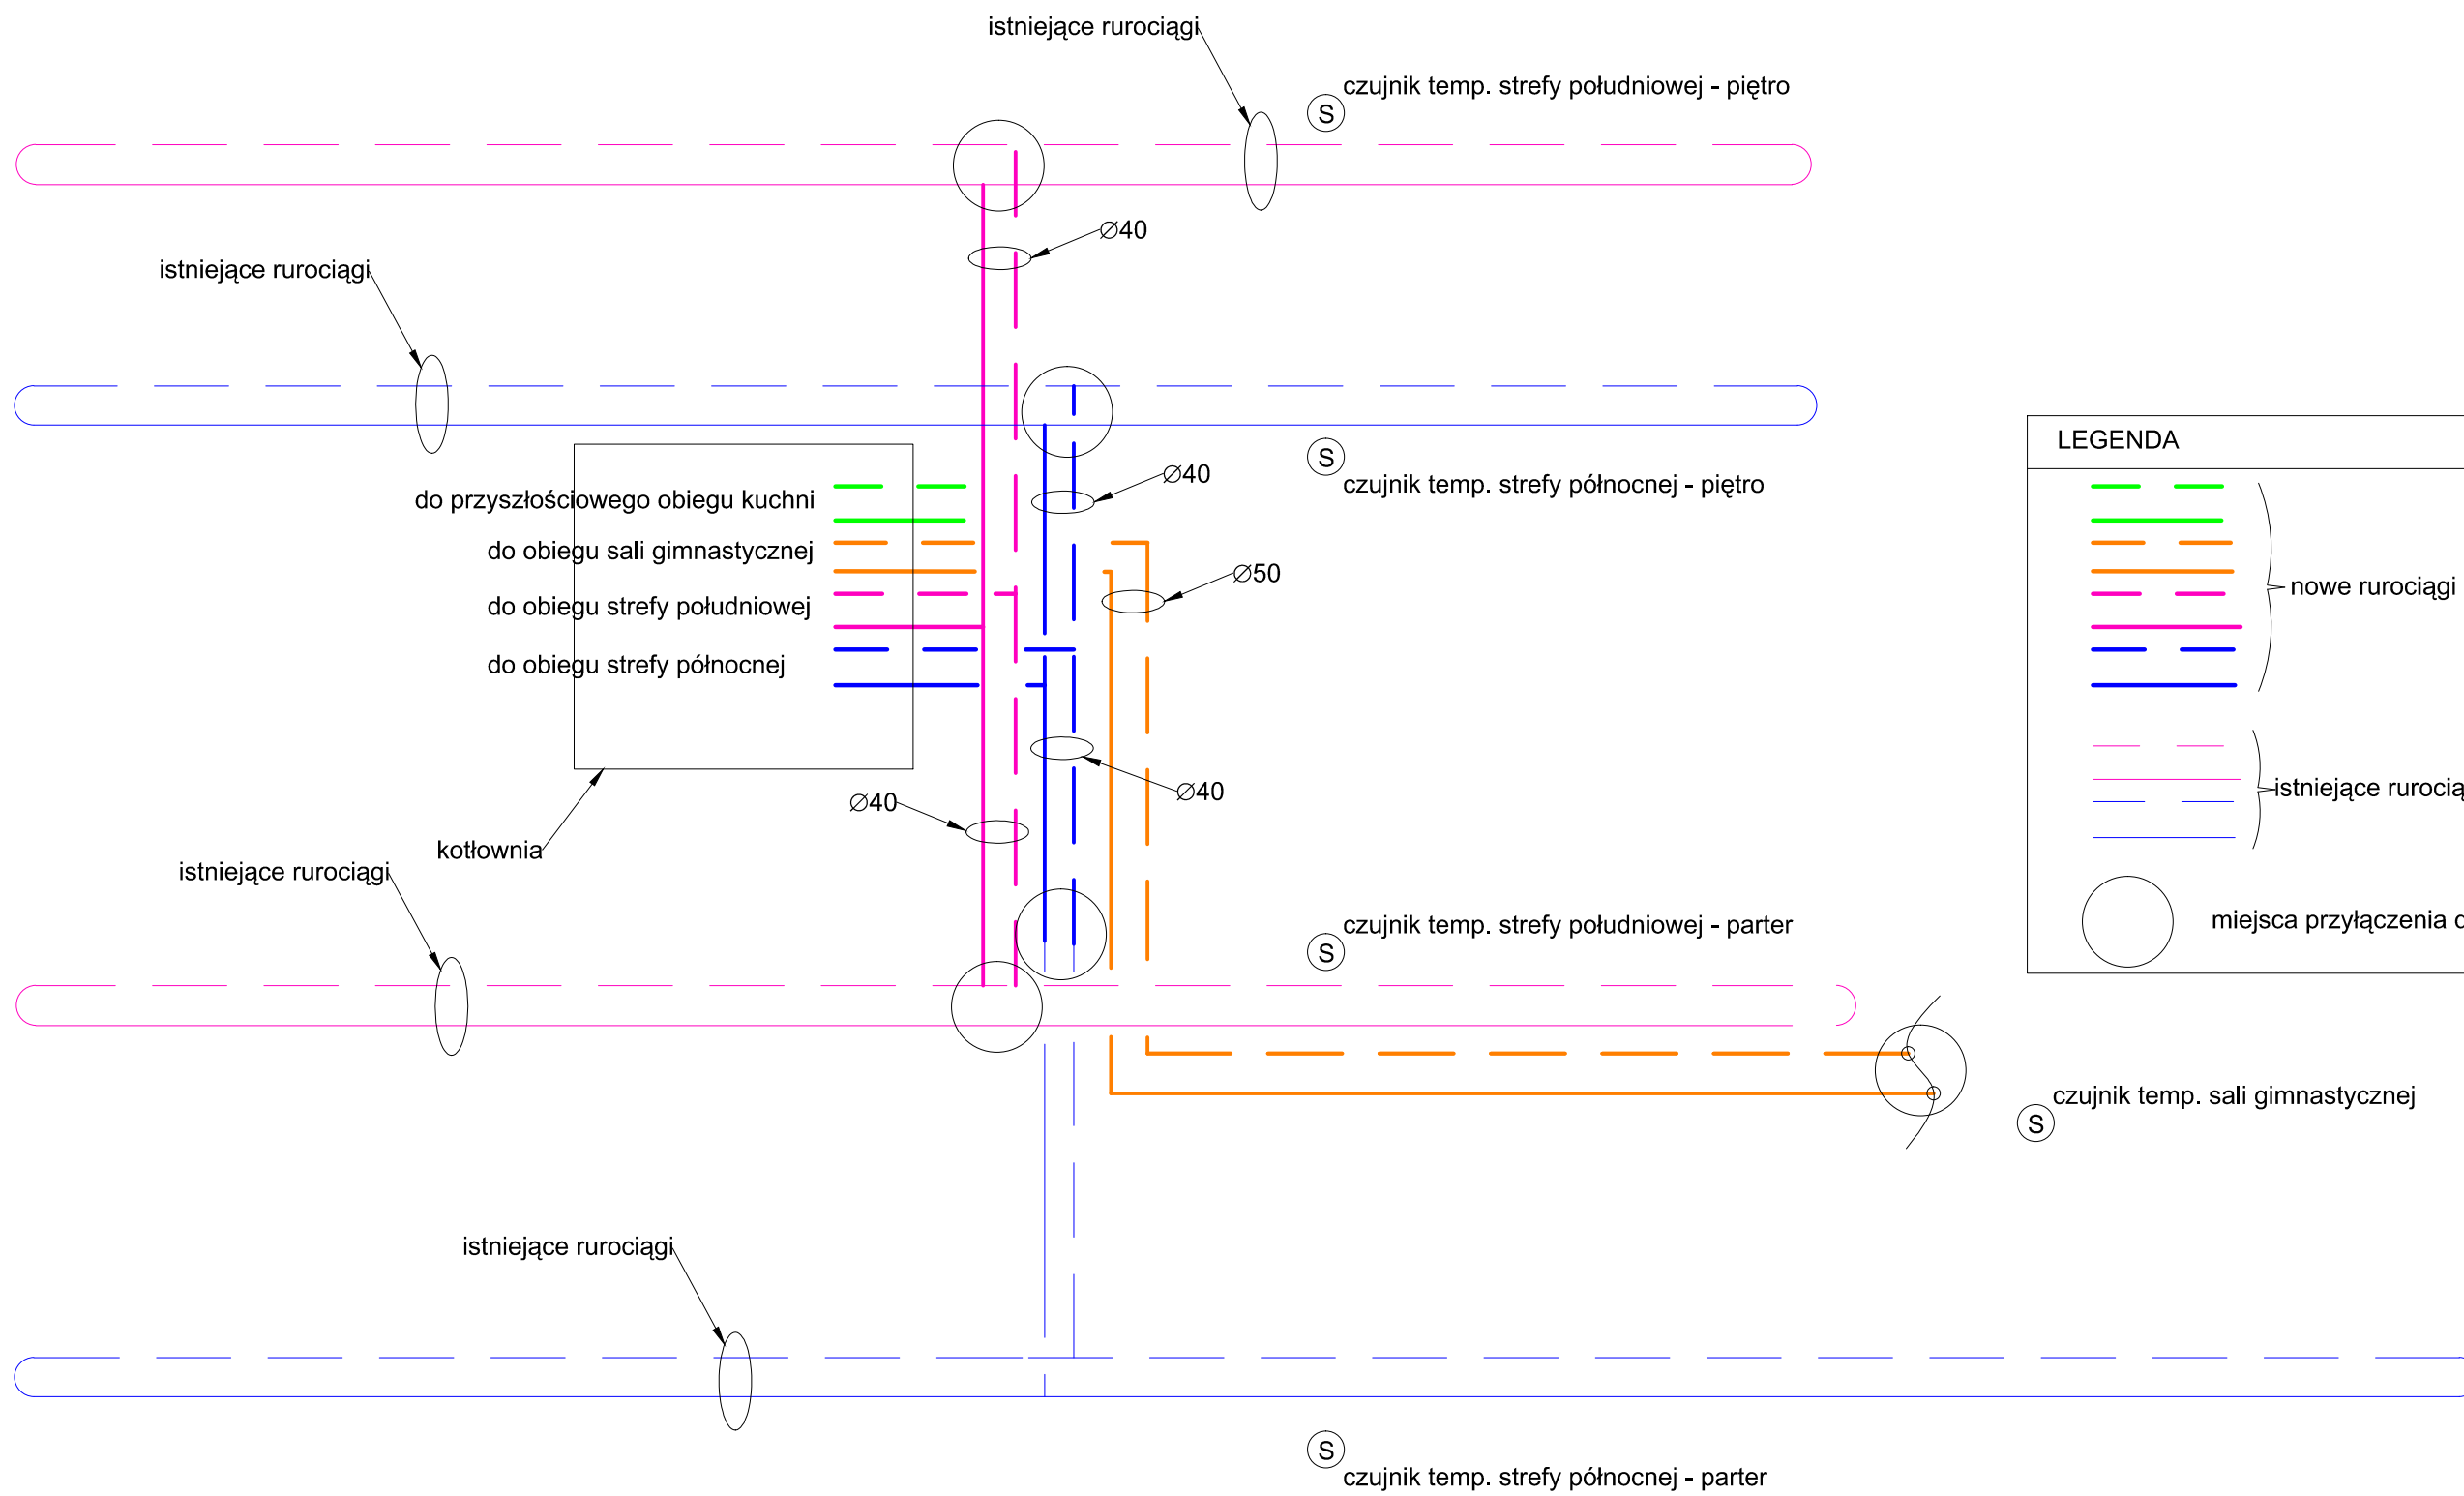 istniejące rurociągi
czujnik temp. strefy południowej - piętro
S
⌀40
istniejące rurociągi
LEGENDA
S
⌀40
czujnik temp. strefy północnej - piętro
do przyszłościowego obiegu kuchni
do obiegu sali gimnastycznej
⌀50
nowe rurociągi
do obiegu strefy południowej
do obiegu strefy północnej
istniejące
⌀40
⌀40
kotłownia
istniejące rurociągi
czujnik temp. strefy południowej - parter
miejsca przyłączenia
S
czujnik temp. sali gimnastycznej
S
istniejące rurociągi
S
czujnik temp. strefy północnej - parter